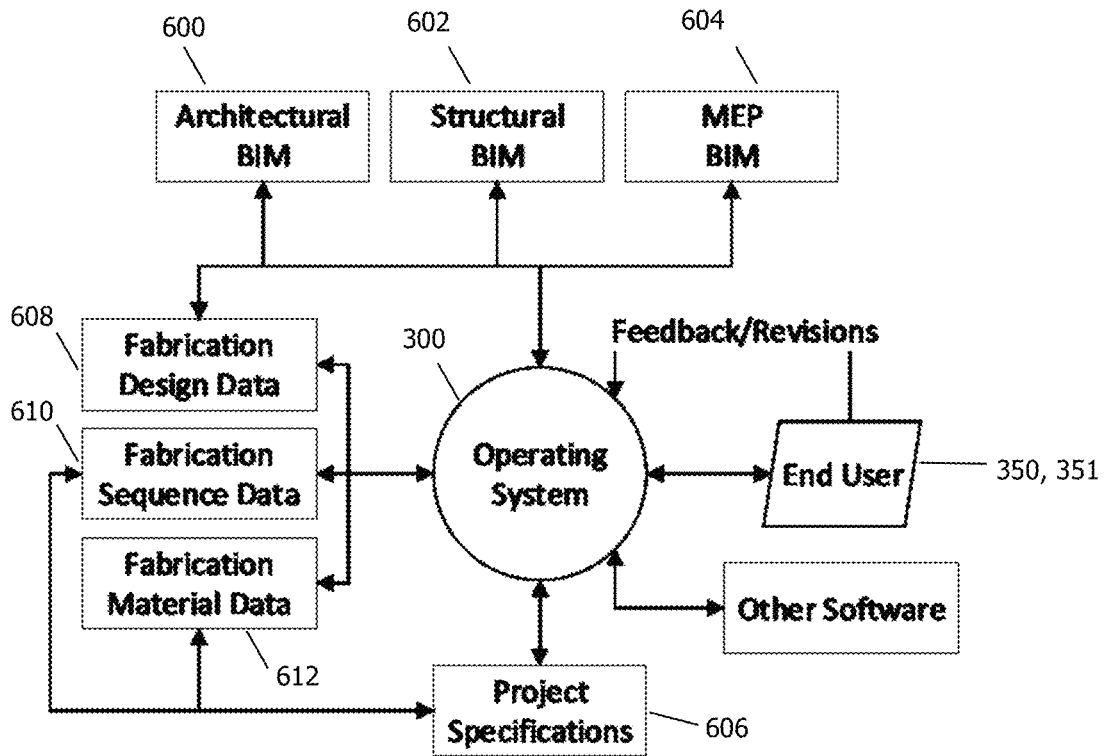 600
602
604
Architectural
BIM
Structural
BIM
MEP
BIM
608
Fabrication
Design Data
300
Feedback/Revisions
610
Fabrication
Sequence Data
Operating
System
End User
350, 351
Fabrication
Material Data
Other Software
612
Project
Specifications
606